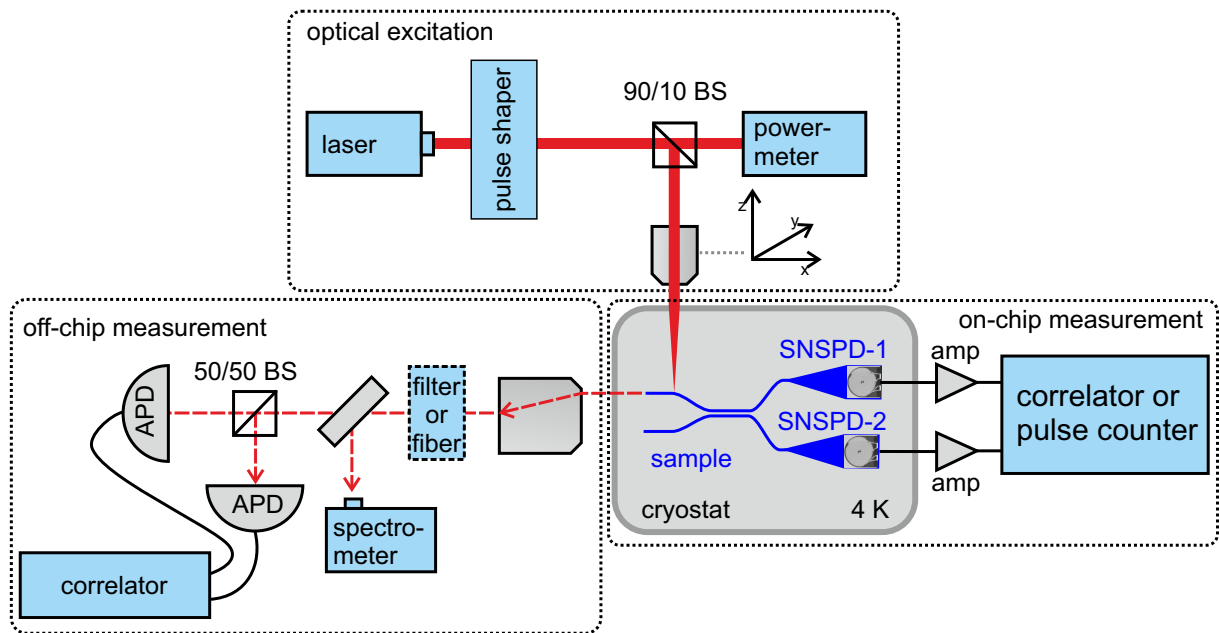 optical excitation
laser
pulse shaper
90/10 BS
power-
meter
z
y
x
off-chip measurement
50/50 BS
APD
APD
filter
or
fiber
spectro-
meter
correlator
on-chip measurement
SNSPD-1
SNSPD-2
sample
cryostat
4 K
amp
amp
correlator or
pulse counter